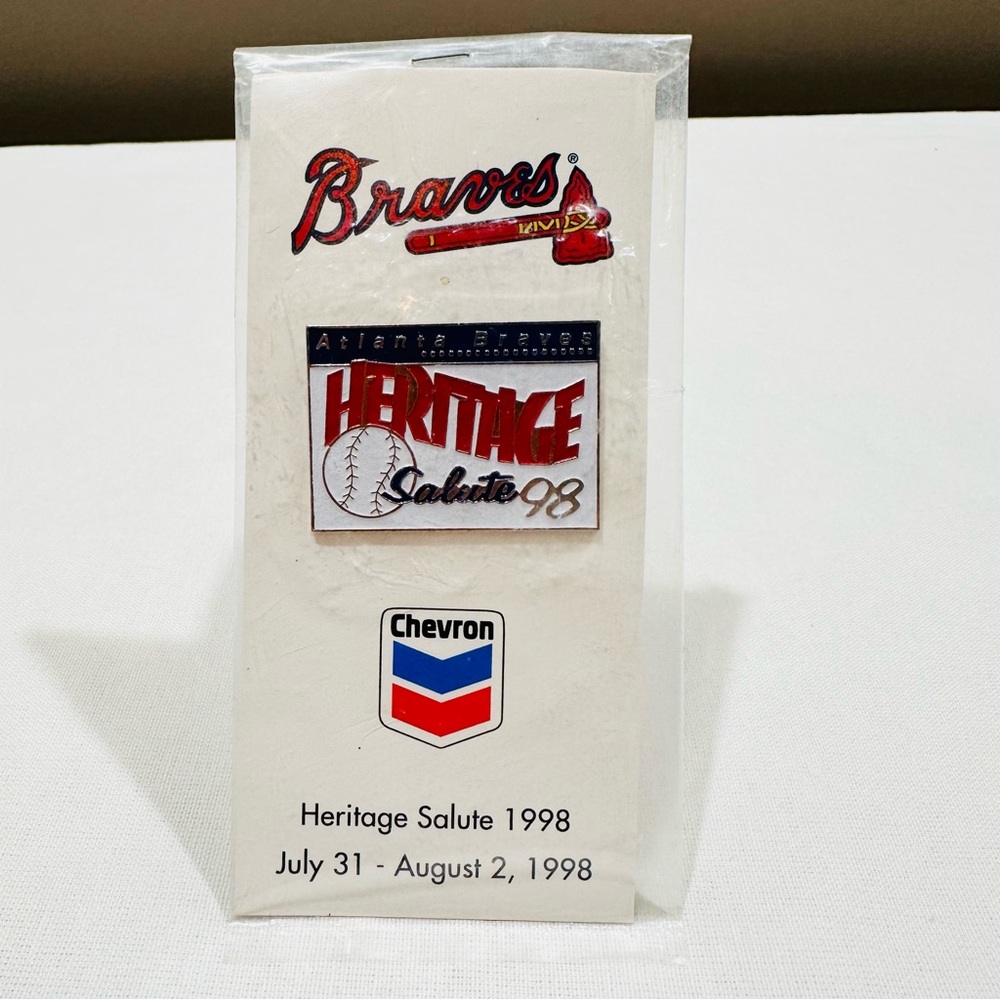 Braves®
Atlanta Braves
HERITAGE
Salute 98
Chevron
Heritage Salute 1998
July 31 - August 2, 1998